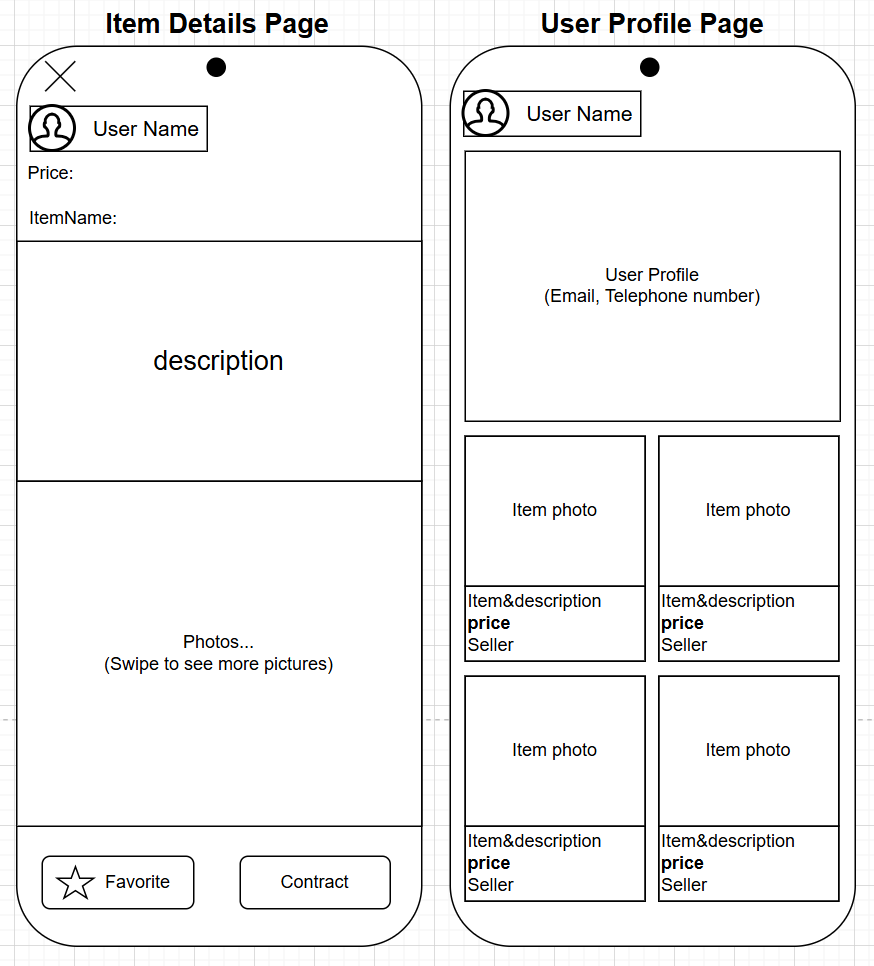 Item Details Page
User Name
Price:
ItemName:
description
Photos...
(Swipe to see more pictures)
Favorite
Contract
User Profile Page
User Name
User Profile
(Email, Telephone number)
Item photo
Item&description
price
Seller
Item photo
Item&description
price
Seller
Item photo
Item&description
price
Seller
Item photo
Item&description
price
Seller